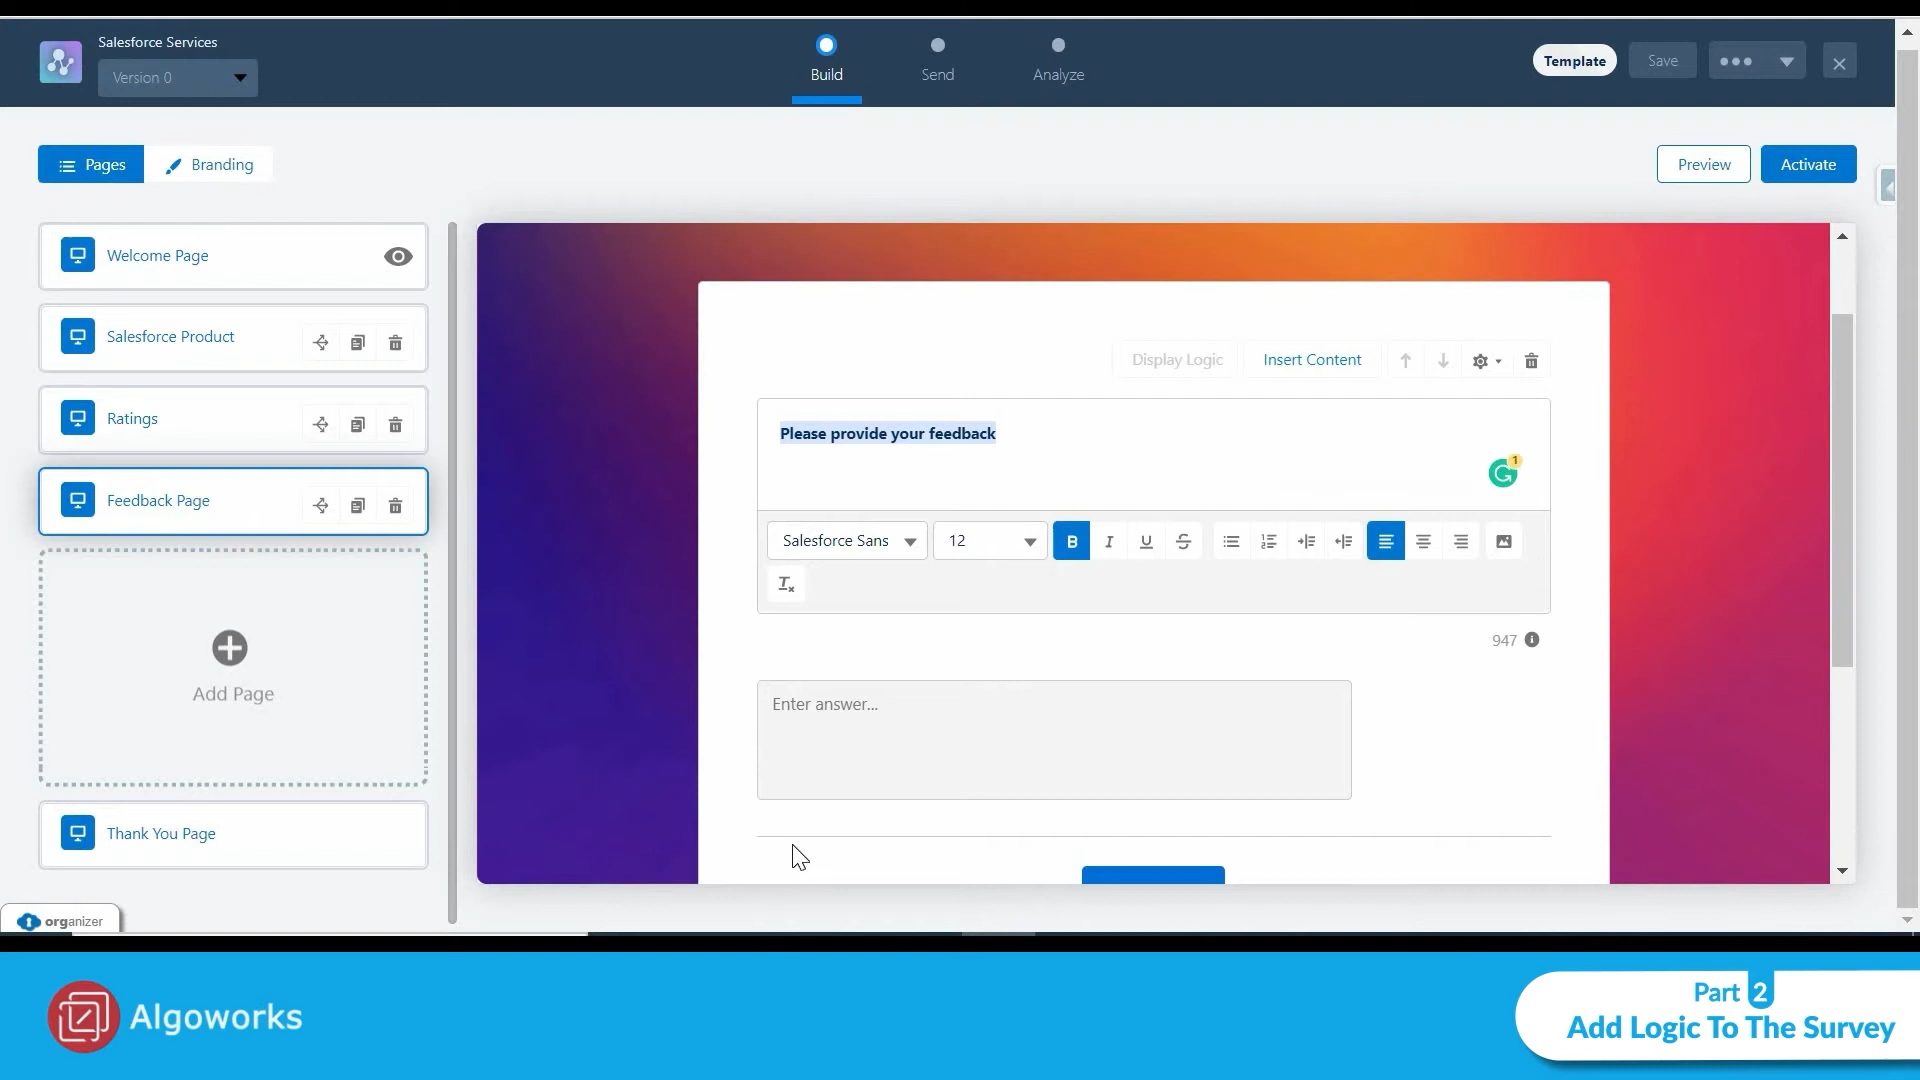 Salesforce Services
Version 0
Build
Send
Analyze
Template
Save
Pages
Branding
Preview
Activate
Welcome Page
Salesforce Product
Ratings
Feedback Page
Add Page
Thank You Page
Display Logic
Insert Content
Please provide your feedback
1
Salesforce Sans
12
B
I
U
S
947
Enter answer...
organizer
Algoworks
Part 2
Add Logic To The Survey